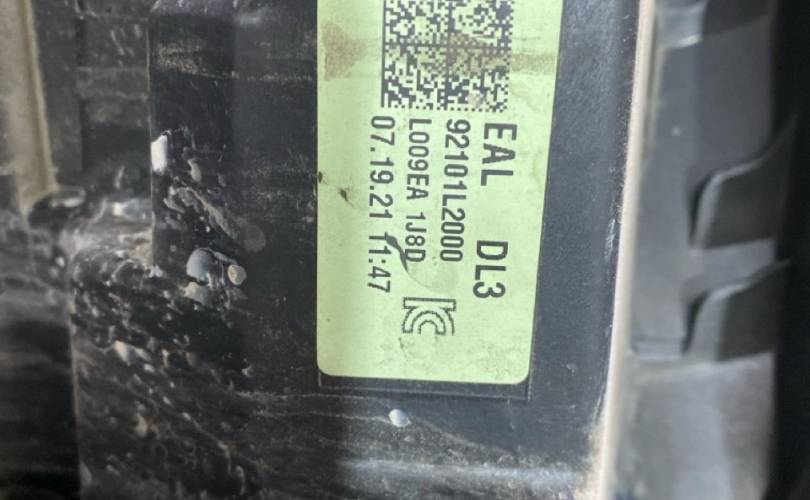 EAL DL3
92101L2000
L009EA 1J8D
07.19.21 11:47